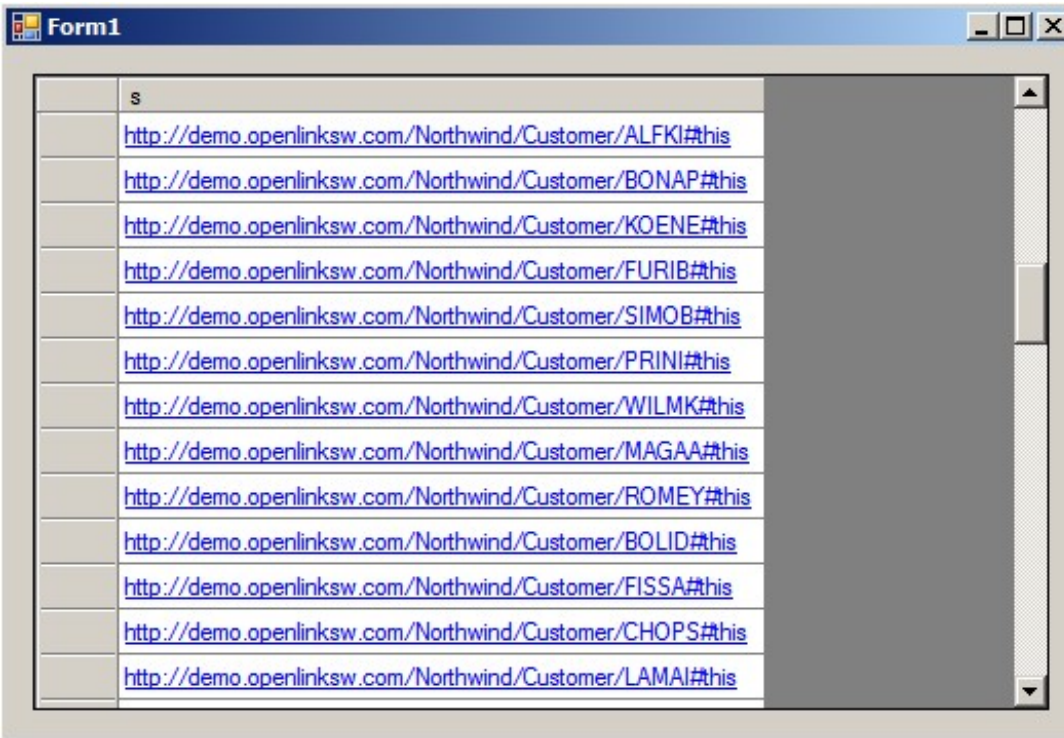 Form1
s
http://demo.openlinksw.com/Northwind/Customer/ALFKI#this
http://demo.openlinksw.com/Northwind/Customer/BONAP#this
http://demo.openlinksw.com/Northwind/Customer/KOENE#this
http://demo.openlinksw.com/Northwind/Customer/FURIB#this
http://demo.openlinksw.com/Northwind/Customer/SIMOB#this
http://demo.openlinksw.com/Northwind/Customer/PRINI#this
http://demo.openlinksw.com/Northwind/Customer/WILMK#this
http://demo.openlinksw.com/Northwind/Customer/MAGAA#this
http://demo.openlinksw.com/Northwind/Customer/ROMEY#this
http://demo.openlinksw.com/Northwind/Customer/BOLID#this
http://demo.openlinksw.com/Northwind/Customer/FISSA#this
http://demo.openlinksw.com/Northwind/Customer/CHOPS#this
http://demo.openlinksw.com/Northwind/Customer/LAMAI#this